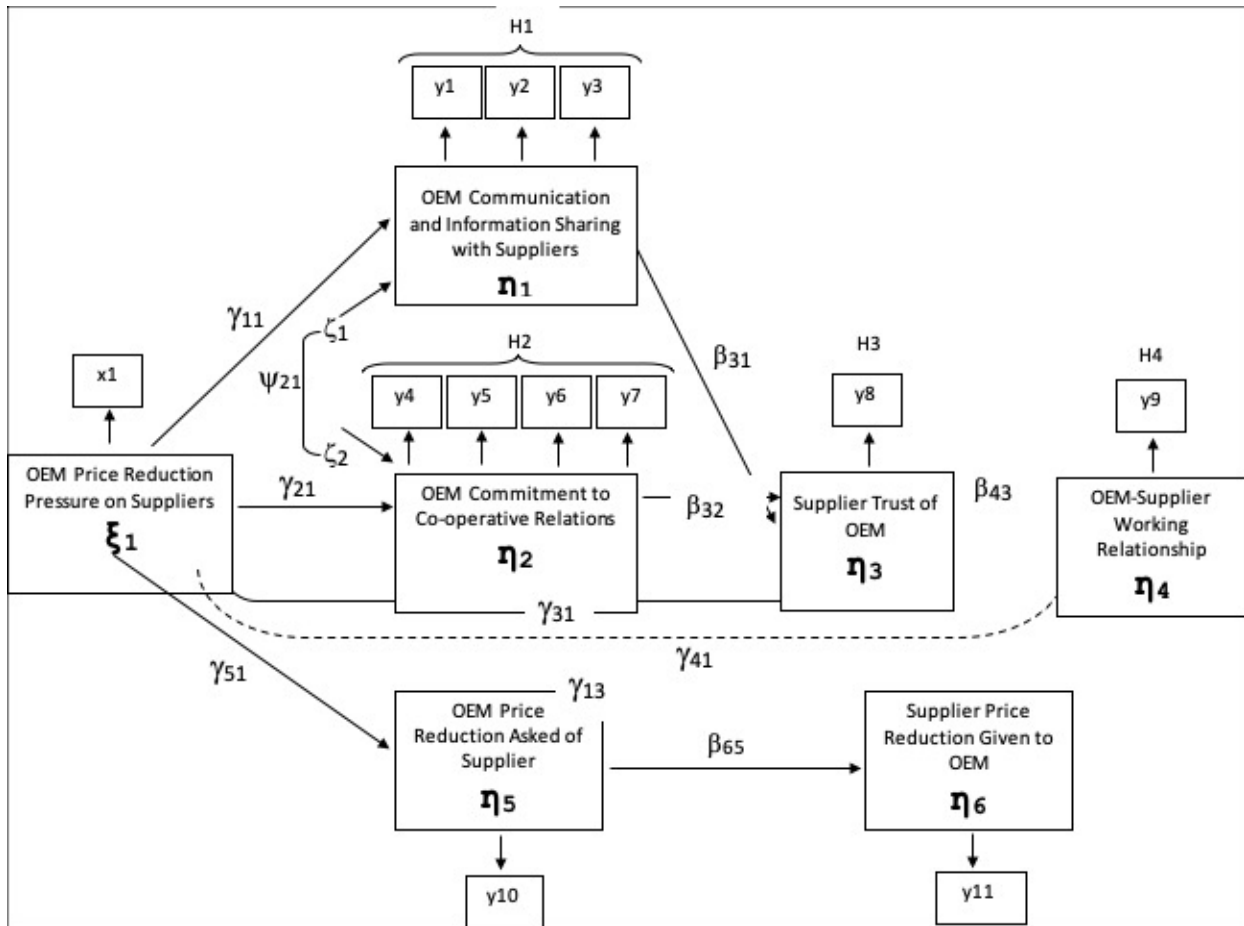 H1
y1 y2 y3
OEM Communication
and Information Sharing
with Suppliers
η1
γ11
ζ1
ψ21
ζ2
H2
y4 y5 y6 y7
β31
H3
y8
H4
y9
x1
OEM Price Reduction
Pressure on Suppliers
ξ1
γ21
OEM Commitment to
Co-operative Relations
η2
β32
Supplier Trust of
OEM
η3
β43
OEM-Supplier
Working
Relationship
η4
γ31
γ41
γ51
γ13
OEM Price
Reduction Asked of
Supplier
η5
β65
Supplier Price
Reduction Given to
OEM
η6
y10
y11